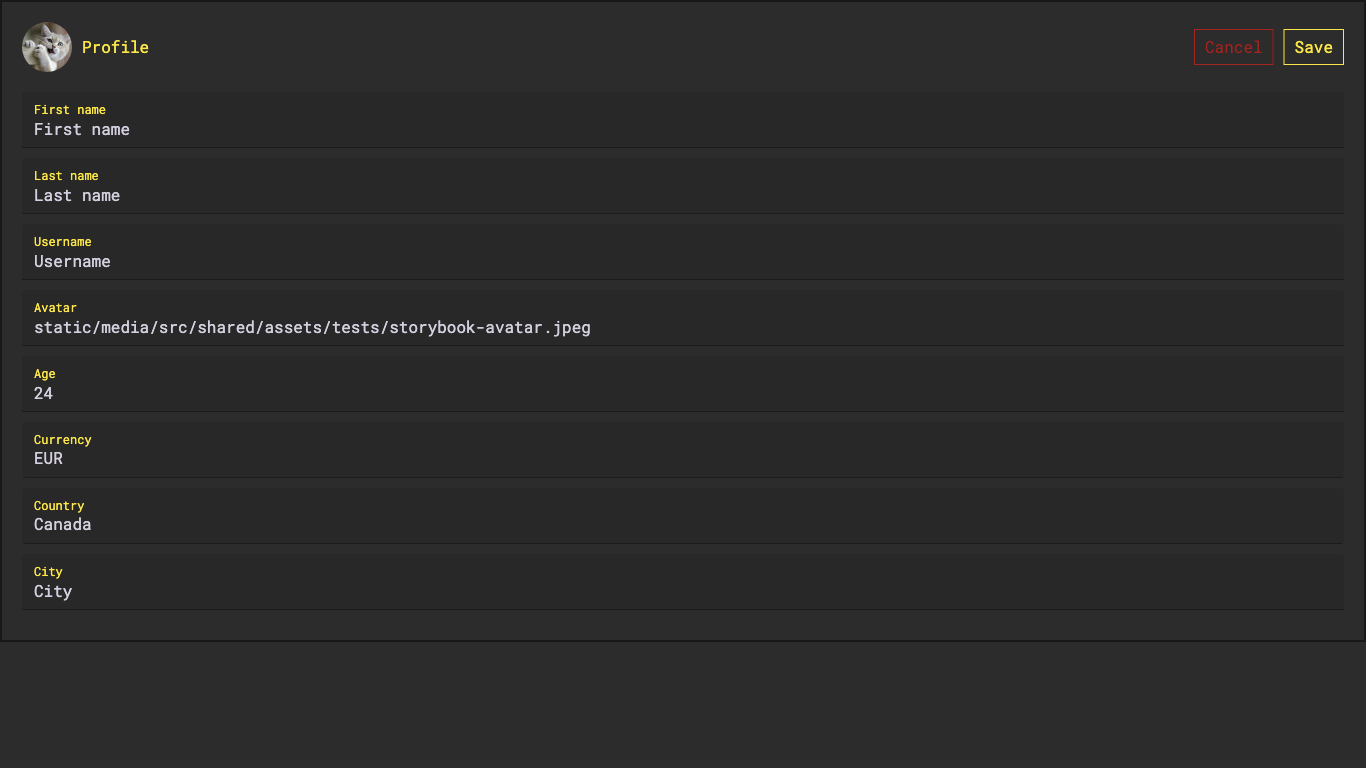 Profile
Cancel
Save
First name
First name
Last name
Last name
Username
Username
Avatar
static/media/src/shared/assets/tests/storybook-avatar.jpeg
Age
24
Currency
EUR
Country
Canada
City
City